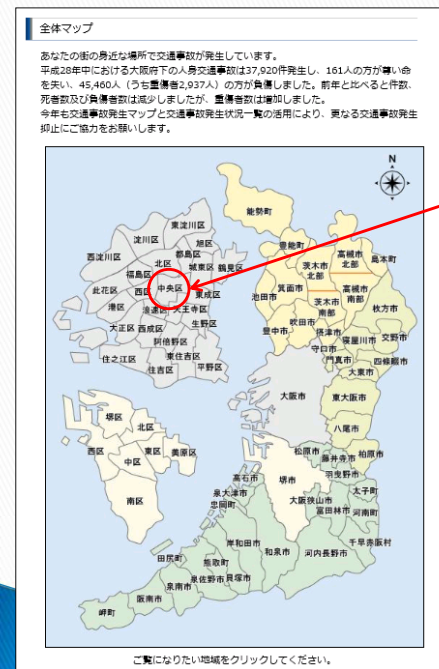 全体マップ
あなたの街の身近な場所で交通事故が発生しています。
平成28年中における大阪府下の人身交通事故は37,920件発生し、161人の方が尊い命
を失い、45,460人（うち重傷者2,937人）の方が負傷しました。前年と比べると件数、
死者数及び負傷者数は減少しましたが、重傷者数は増加しました。
今年も交通事故発生マップと交通事故発生状況一覧の活用により、更なる交通事故発生
抑止にご協力をお願いします。
N
能勢町
東淀川区
淀川区
旭区
豊能町
高槻市
北部
島本町
西淀川区
都島区
北区
茨木市
北部
福島区
城東区
鶴見区
箕面市
高槻市
南部
此花区
西区
中央区
東成区
池田市
茨木市
南部
枚方市
港区
浪速区
天王寺区
吹田市
大正区
西成区
生野区
豊中市
摂津市
寝屋川市
交野市
阿倍野区
守口市
門真市
四條畷市
住之江区
東住吉区
平野区
大東市
住吉区
大阪市
東大阪市
堺区
北区
八尾市
西区
東区
美原区
松原市
藤井寺市
柏原市
中区
羽曳野市
高石市
堺市
太子町
南区
泉大津市
大阪狭山市
忠岡町
富田林市
河南町
岸和田市
千早赤阪村
田尻町
和泉市
河内長野市
熊取町
泉南市
泉佐野市
貝塚市
阪南市
岬町
ご覧になりたい地域をクリックしてください。